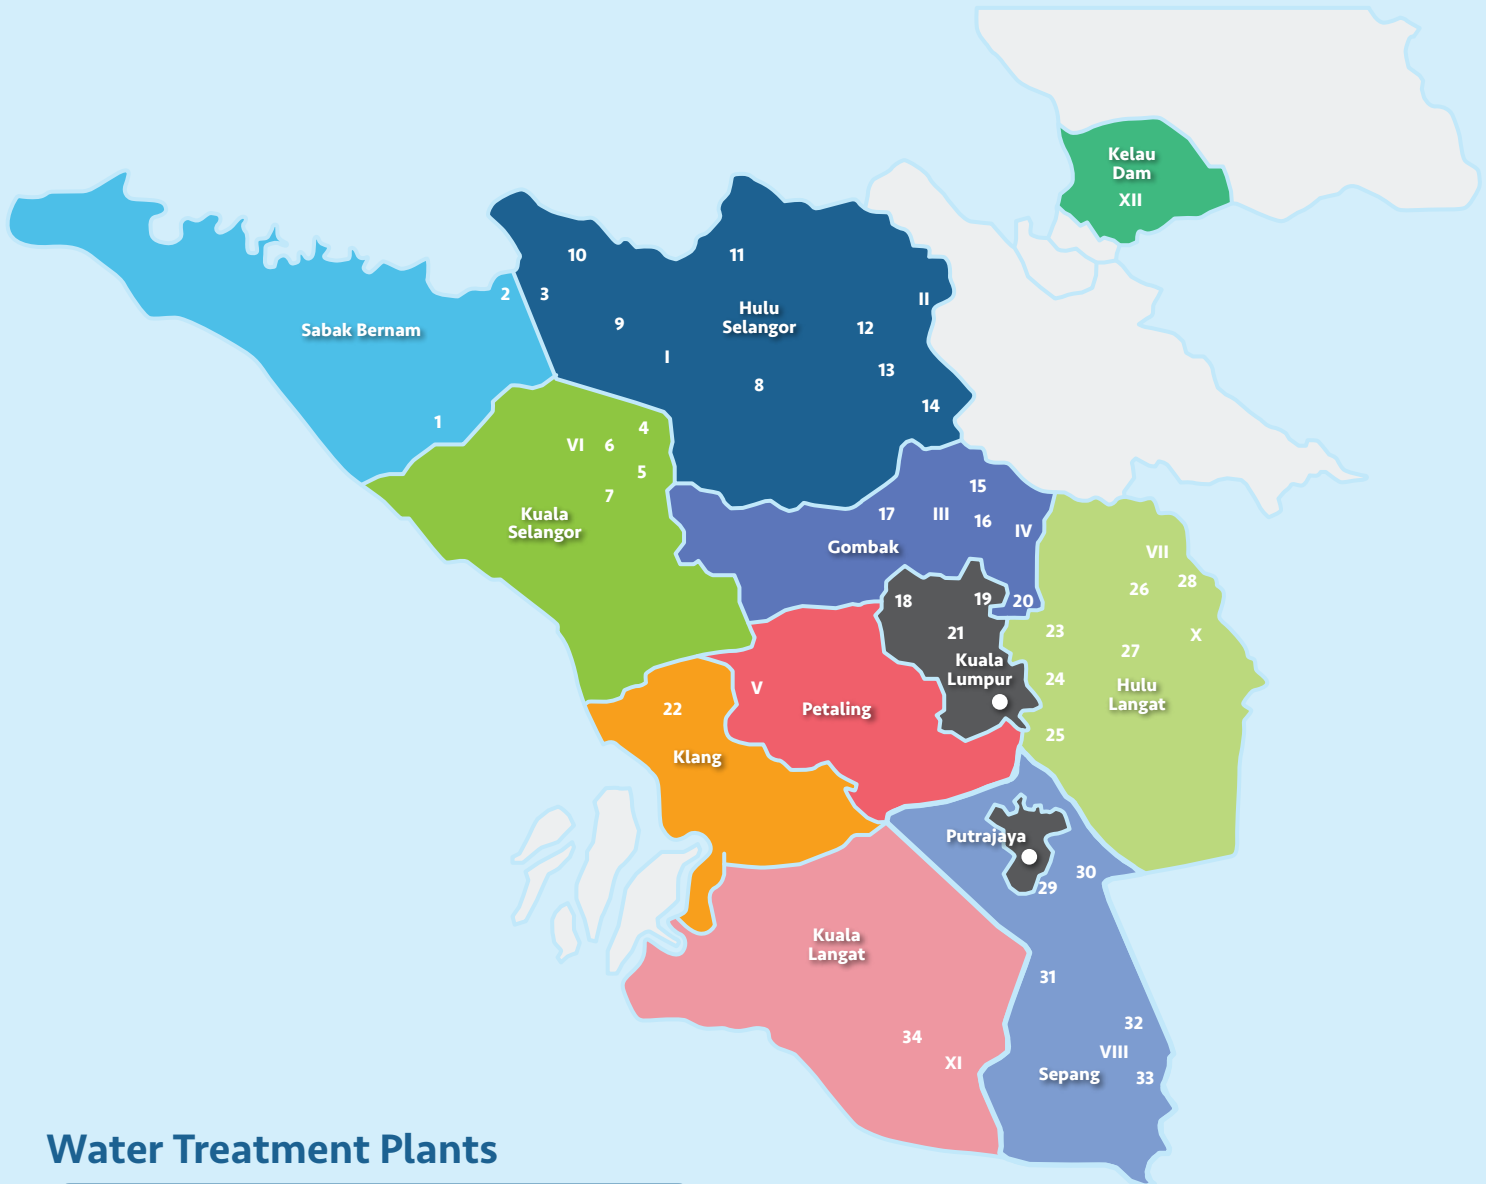 Kelau
Dam
XII
10
11
2
3
II
Hulu
Selangor
9
12
Sabak Bernam
I
13
8
14
1
4
VI
6
5
7
15
Kuala
Selangor
17
III
16
IV
Gombak
VII
26
28
18
19
20
21
23
X
27
Kuala
Lumpur
24
Hulu
Langat
V
22
Petaling
25
Klang
Putrajaya
30
29
Kuala
Langat
31
32
34
VIII
XI
Sepang
33
Water Treatment Plants